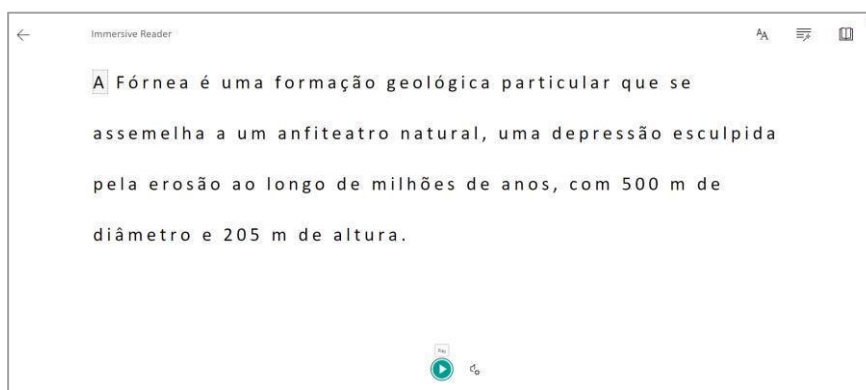 Immersive Reader
A Fórnea é uma formação geológica particular que se
assemelha a um anfiteatro natural, uma depressão esculpida
pela erosão ao longo de milhões de anos, com 500 m de
diâmetro e 205 m de altura.